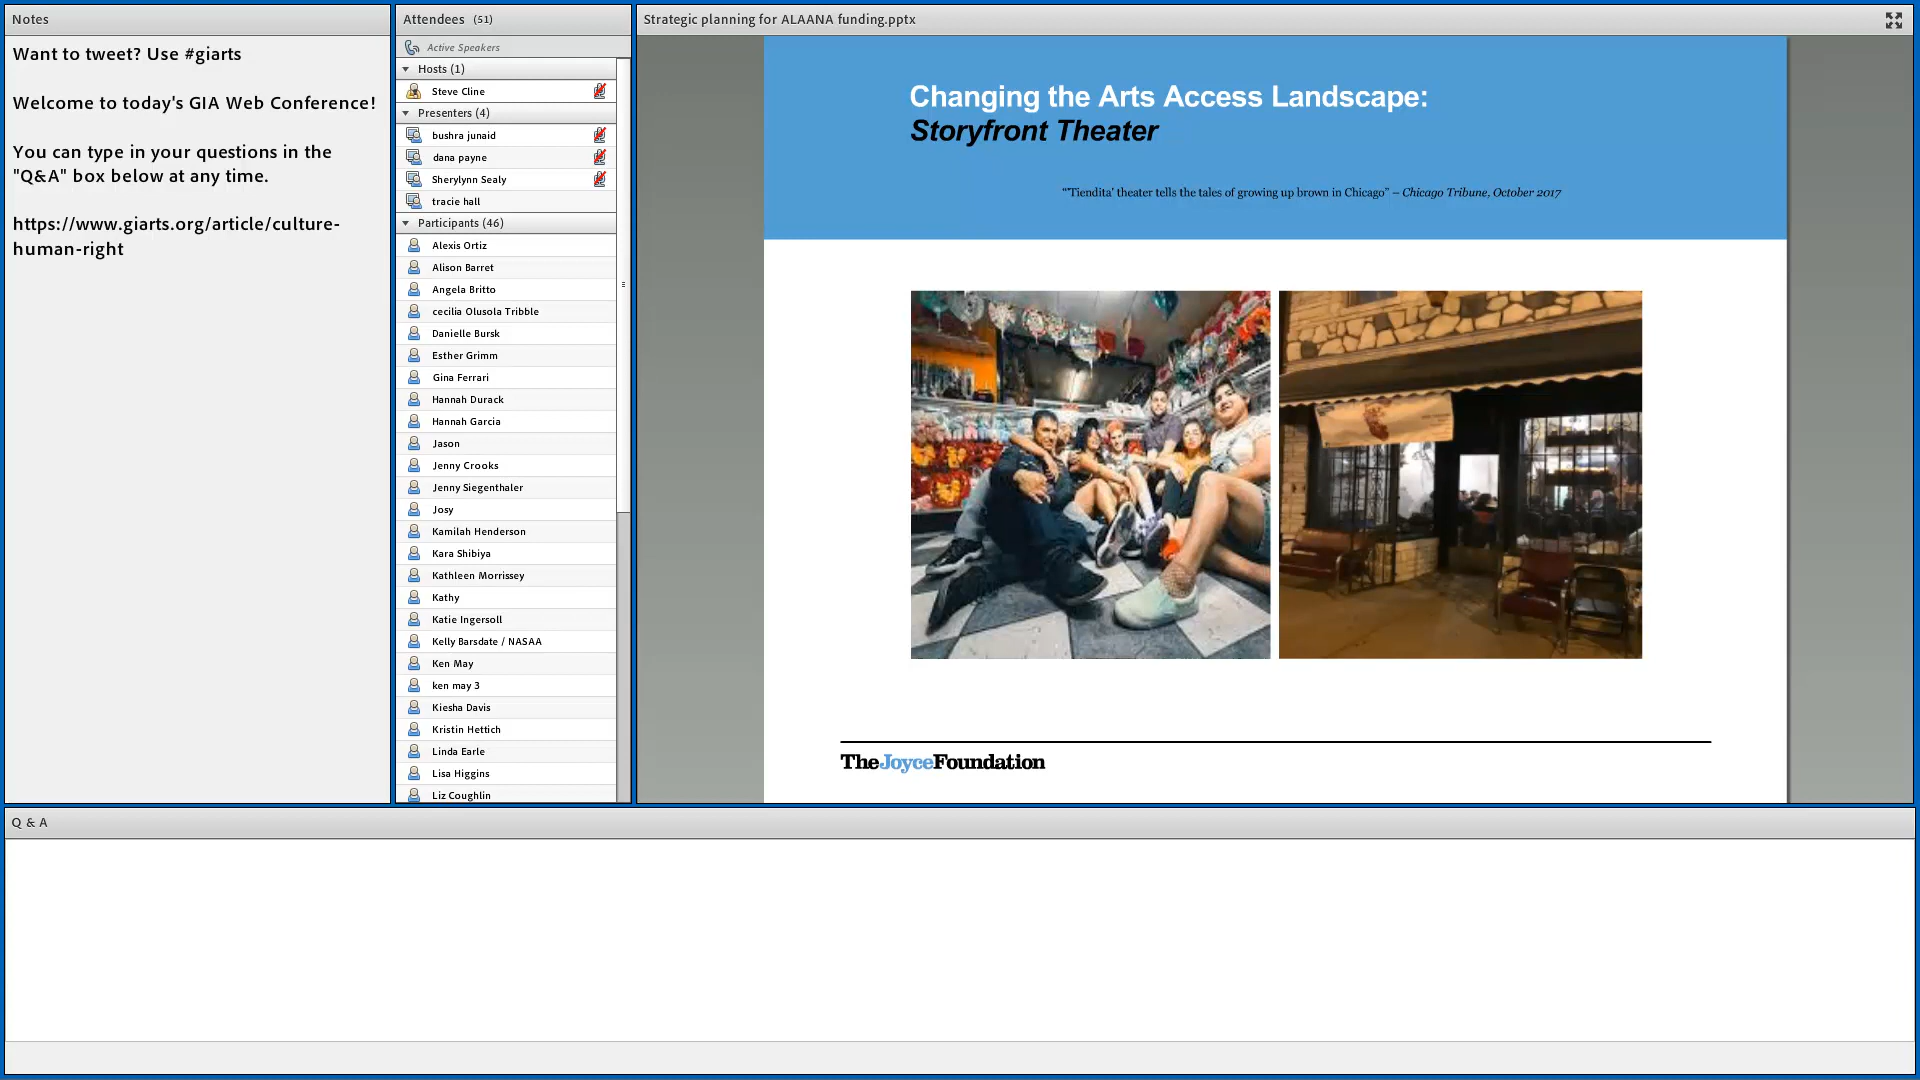 Notes
Want to tweet? Use #giarts
Welcome to today's GIA Web Conference!
You can type in your questions in the
"Q&A" box below at any time.
https://www.giarts.org/article/culture-
human-right
Attendees (51)
Active Speakers
Hosts (1)
Steve Cline
Presenters (4)
bushra junaid
dana payne
Sherylynn Sealy
tracie hall
Participants (46)
Alexis Ortiz
Alison Barret
Angela Britto
cecilia Olusola Tribble
Danielle Bursk
Esther Grimm
Gina Ferrari
Hannah Durack
Hannah Garcia
Jason
Jenny Crooks
Jenny Siegenthaler
Josy
Kamilah Henderson
Kara Shibiya
Kathleen Morrissey
Kathy
Katie Ingersoll
Kelly Barsdate / NASAA
Ken May
ken may 3
Kiesha Davis
Kristin Hettich
Linda Earle
Lisa Higgins
Liz Coughlin
Strategic planning for ALAANA funding.pptx
Changing the Arts Access Landscape:
Storyfront Theater
"'Tiendita' theater tells the tales of growing up brown in Chicago" – Chicago Tribune, October 2017
TheJoyceFoundation
Q & A